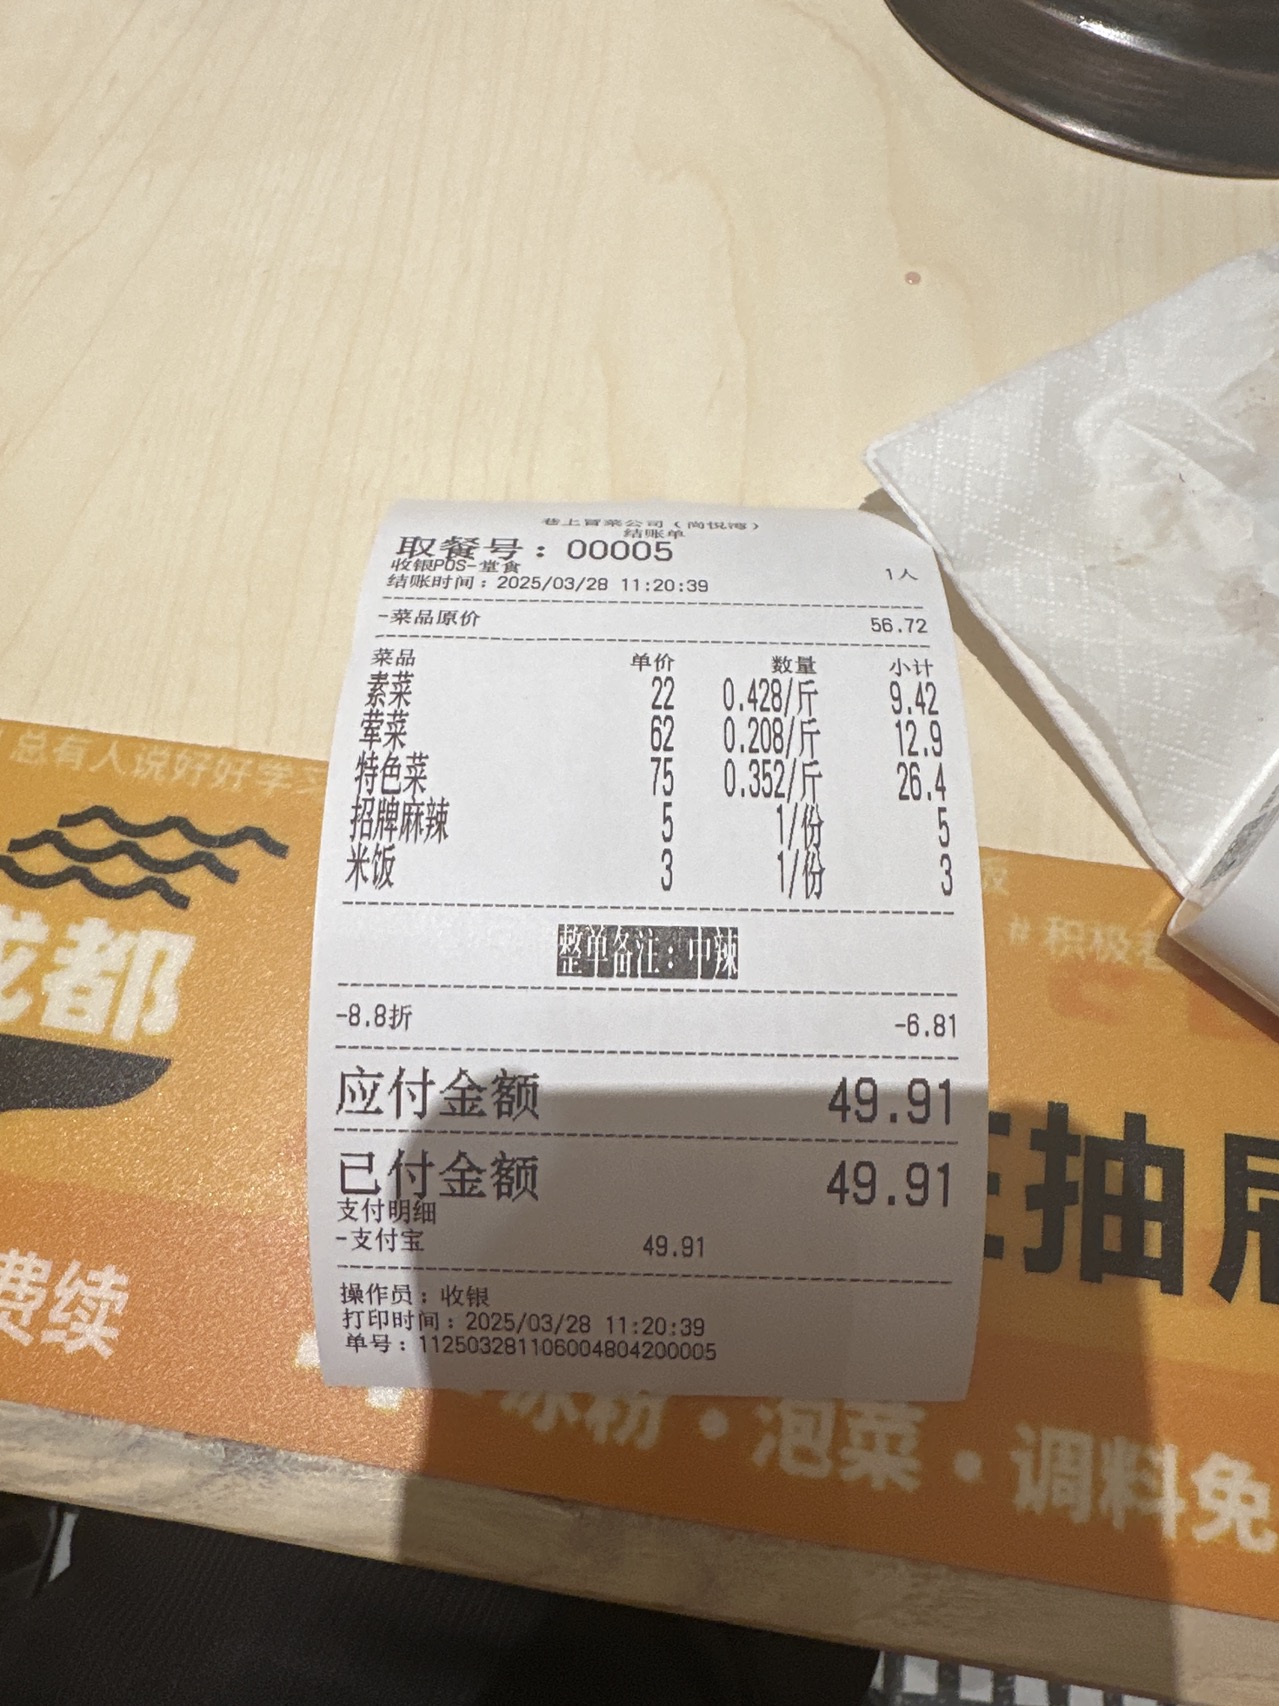 巷上冒菜公司（尚悦湾）
结账单
取餐号：00005
收银POS-堂食 1人
结账时间：2025/03/28 11:20:39
-菜品原价 56.72
菜品 单价 数量 小计
素菜 22 0.428/斤 9.42
荤菜 62 0.208/斤 12.9
特色菜 75 0.352/斤 26.4
招牌麻辣 5 1/份 5
米饭 3 1/份 3
整单备注：中辣
-8.8折 -6.81
应付金额 49.91
已付金额 49.91
支付明细
-支付宝 49.91
操作员：收银
打印时间：2025/03/28 11:20:39
单号：11250328110600480420005
总有人说好好学习
#积极
都
抽
费续
冰粉·泡菜·调料免